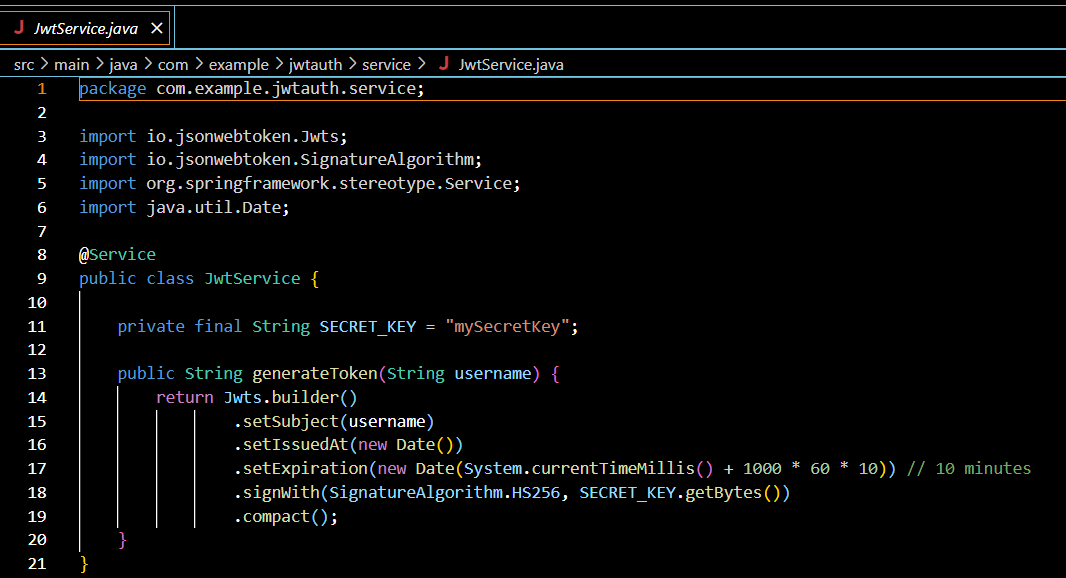 J JwtService.java ×
src > main > java > com > example > jwtauth > service > J JwtService.java
1 package com.example.jwtauth.service;
2
3 import io.jsonwebtoken.Jwts;
4 import io.jsonwebtoken.SignatureAlgorithm;
5 import org.springframework.stereotype.Service;
6 import java.util.Date;
7
8 @Service
9 public class JwtService {
10
11     private final String SECRET_KEY = "mySecretKey";
12
13     public String generateToken(String username) {
14         return Jwts.builder()
15                 .setSubject(username)
16                 .setIssuedAt(new Date())
17                 .setExpiration(new Date(System.currentTimeMillis() + 1000 * 60 * 10)) // 10 minutes
18                 .signWith(SignatureAlgorithm.HS256, SECRET_KEY.getBytes())
19                 .compact();
20     }
21 }